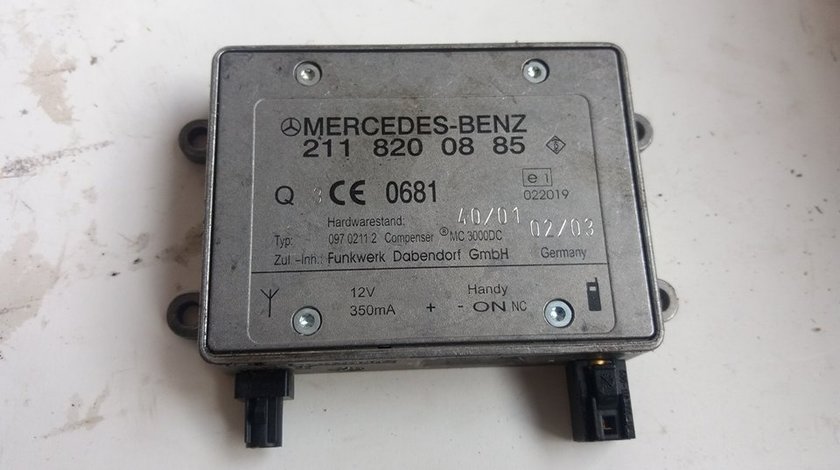 MERCEDES-BENZ
211 820 08 85
Q 3 CE 0681
e1
022019
Hardwarestand: 40/01 02/03
Typ: 097 0211 2 Compenser ® MC 3000DC
Zul. -Inh.: Funkwerk Dabendorf GmbH Germany
12V Handy
350mA + - ON NC